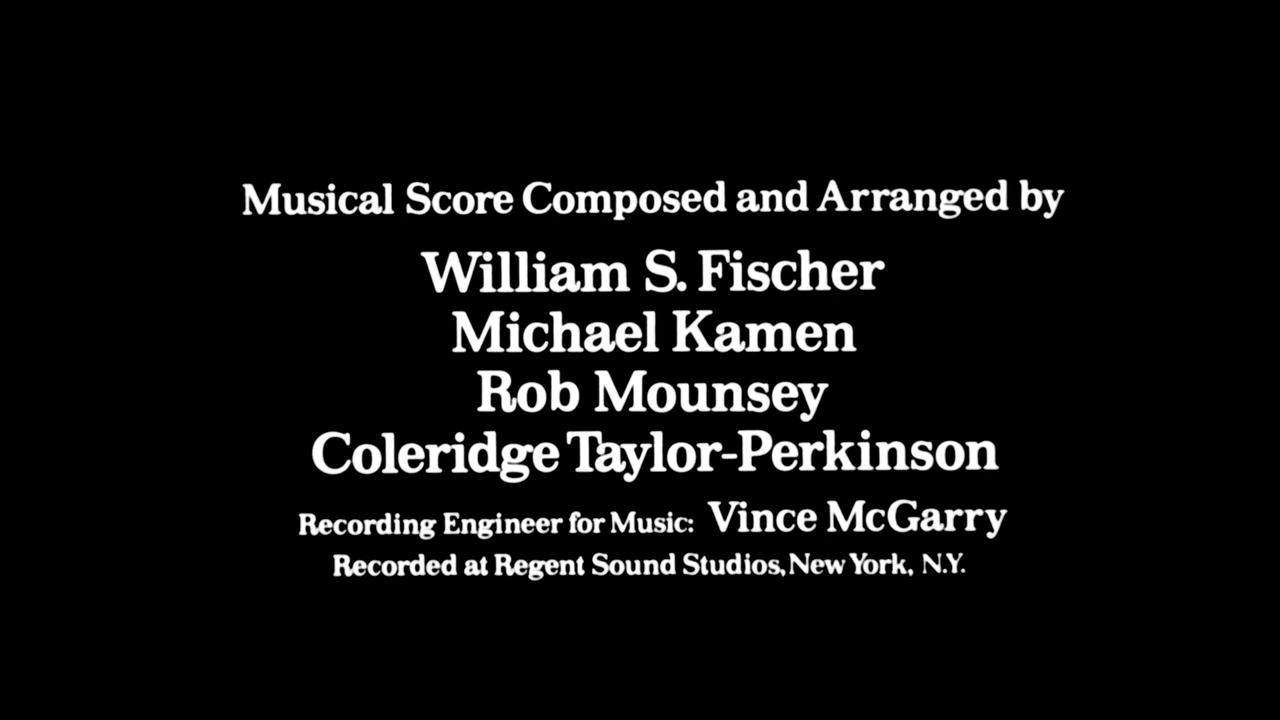 Musical Score Composed and Arranged by
William S. Fischer
Michael Kamen
Rob Mounsey
Coleridge Taylor-Perkinson
Recording Engineer for Music: Vince McGarry
Recorded at Regent Sound Studios, New York, N.Y.